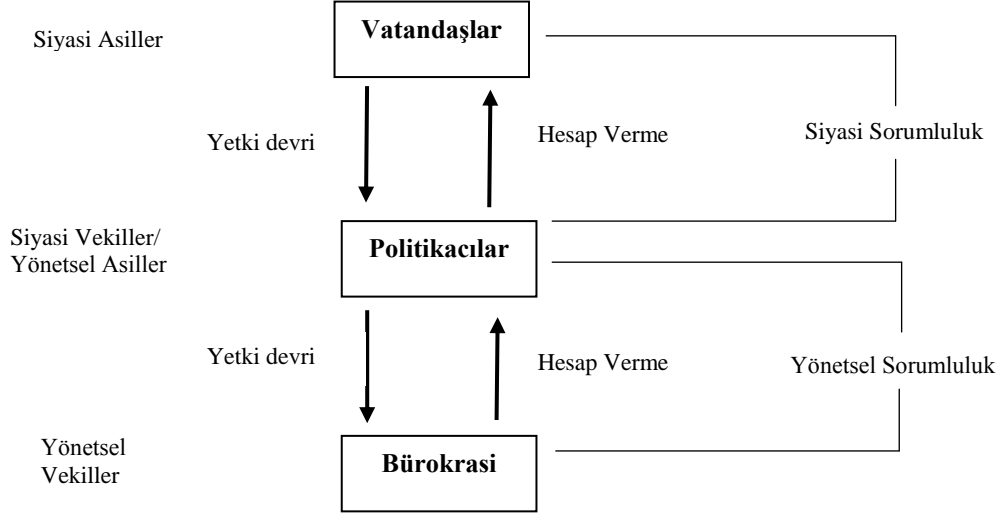 Siyasi Asiller
Vatandaşlar
Yetki devri
Hesap Verme
Siyasi Sorumluluk
Siyasi Vekiller/
Yönetsel Asiller
Politikacılar
Yetki devri
Hesap Verme
Yönetsel Sorumluluk
Yönetsel
Vekiller
Bürokrasi